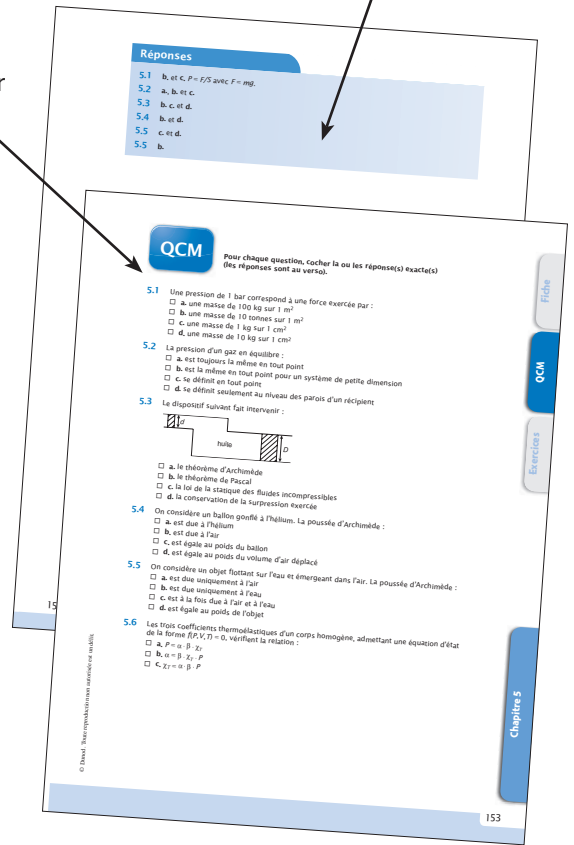 r
Réponses
5.1 b. et c. P = F/S avec F = mg.
5.2 a., b. et c.
5.3 b. c. et d.
5.4 b. et d.
5.5 c. et d.
5.5 b.
QCM
Pour chaque question, cocher la ou les réponse(s) exacte(s)
(les réponses sont au verso).
5.1 Une pression de 1 bar correspond à une force exercée par :
☐ a. une masse de 100 kg sur 1 m²
☐ b. une masse de 10 tonnes sur 1 m²
☐ c. une masse de 1 kg sur 1 cm²
☐ d. une masse de 10 kg sur 1 cm²
5.2 La pression d'un gaz en équilibre :
☐ a. est toujours la même en tout point
☐ b. est la même en tout point pour un système de petite dimension
☐ c. se définit en tout point
☐ d. se définit seulement au niveau des parois d'un récipient
5.3 Le dispositif suivant fait intervenir :
d
huile
D
☐ a. le théorème d'Archimède
☐ b. le théorème de Pascal
☐ c. la loi de la statique des fluides incompressibles
☐ d. la conservation de la surpression exercée
5.4 On considère un ballon gonflé à l'hélium. La poussée d'Archimède :
☐ a. est due à l'hélium
☐ b. est due à l'air
☐ c. est égale au poids du ballon
☐ d. est égale au poids du volume d'air déplacé
5.5 On considère un objet flottant sur l'eau et émergeant dans l'air. La poussée d'Archimède :
☐ a. est due uniquement à l'air
☐ b. est due uniquement à l'eau
☐ c. est à la fois due à l'air et à l'eau
☐ d. est égale au poids de l'objet
5.6 Les trois coefficients thermoélastiques d'un corps homogène, admettant une équation d'état
de la forme f(P,V,T) = 0, vérifient la relation :
☐ a. P = α · β · χT
☐ b. α = β · χT · P
☐ c. χT = α · β · P
Fiche
QCM
Exercices
Chapitre 5
15
© Dunod. Toute reproduction non autorisée est un délit.
153